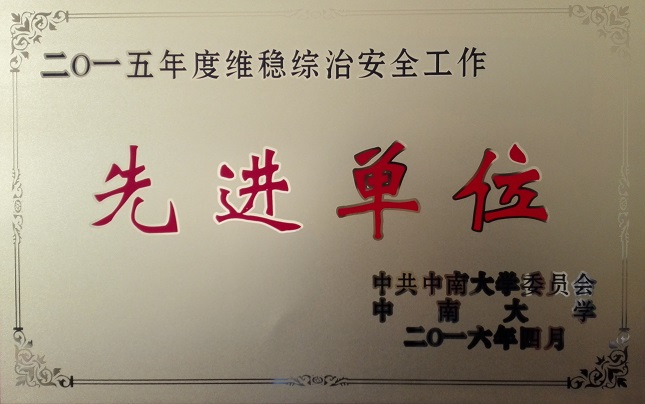 二〇一五年度维稳综治安全工作
先进单位
中共中南大学委员会
中南大学
二〇一六年四月